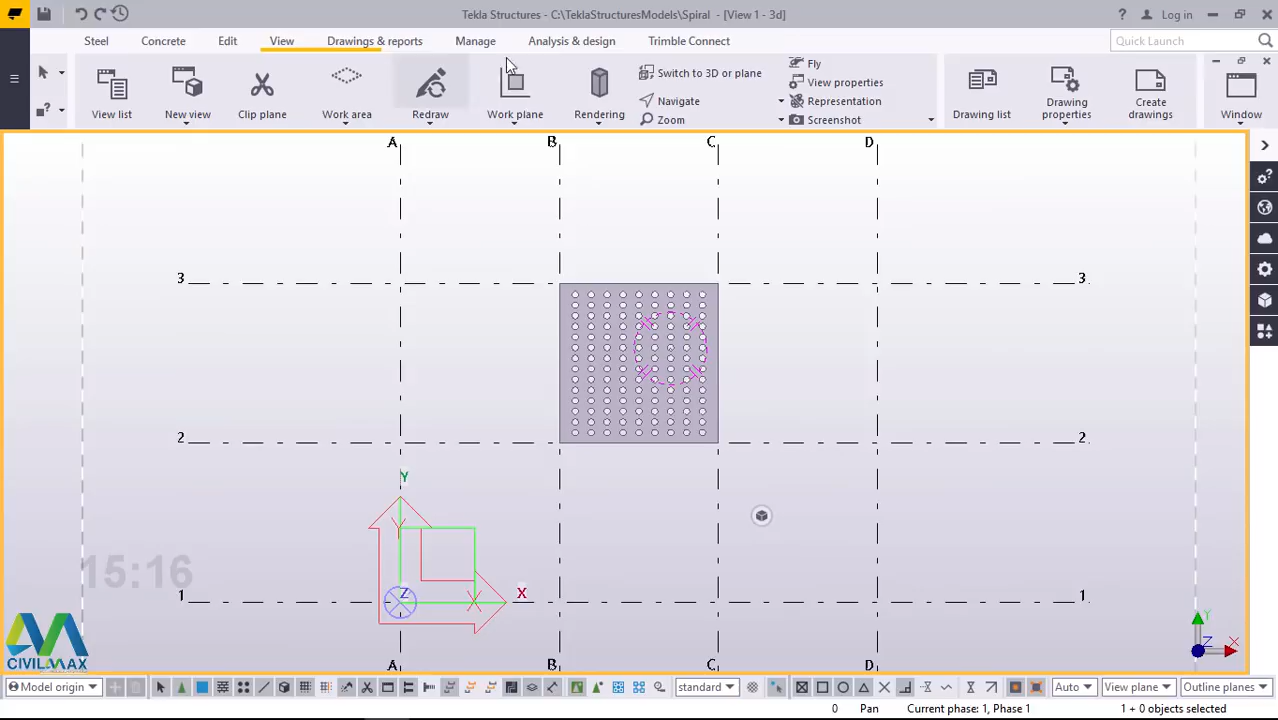 Tekla Structures - C:\TeklaStructuresModels\Spiral - [View 1 - 3d]
Log in
Steel
Concrete
Edit
View
Drawings & reports
Manage
Analysis & design
Trimble Connect
Quick Launch
View list
New view
Clip plane
Work area
Redraw
Work plane
Rendering
Switch to 3D or plane
Navigate
Zoom
Fly
View properties
Representation
Screenshot
Drawing list
Drawing properties
Create drawings
Window
A
B
C
D
3
3
2
2
Y
Y
Z
X
X
1
1
A
B
C
D
15:16
CIVILMAX
Y
Z
X
Model origin
standard
Auto
View plane
Outline planes
0
Pan
Current phase: 1, Phase 1
1 + 0 objects selected